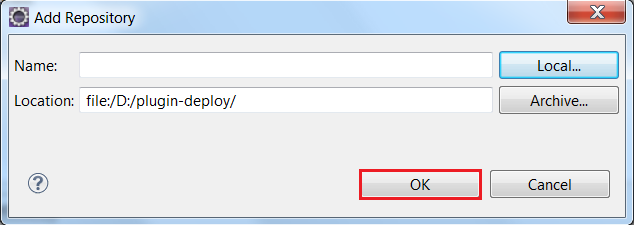 Add Repository
Name: Local...
Location: file:/D:/plugin-deploy/ Archive...
? OK Cancel